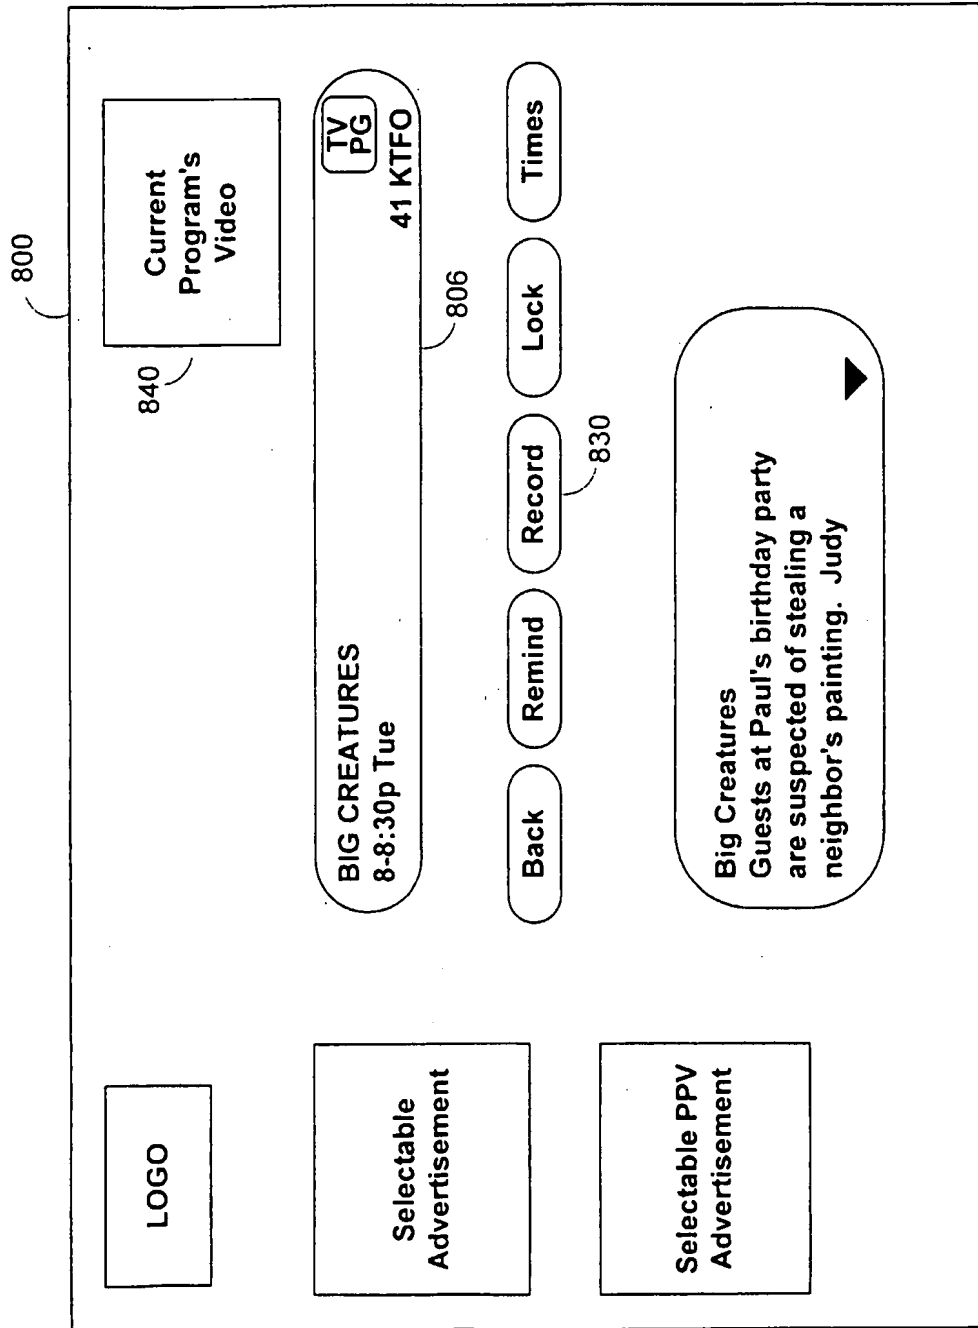 800
LOGO
840
Current
Program's
Video
BIG CREATURES
8-8:30p Tue
TV
PG
41 KTFO
806
Back
Remind
Record
Lock
Times
830
Selectable
Advertisement
Selectable PPV
Advertisement
Big Creatures
Guests at Paul's birthday party
are suspected of stealing a
neighbor's painting. Judy